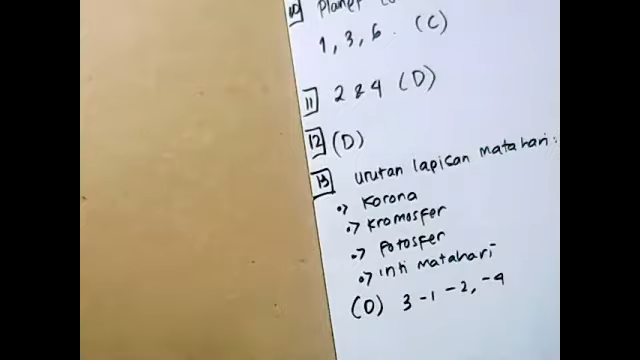 10 Planet
1, 3, 6. (C)
11 2 & 4 (D)
12 (D)
13 Urutan lapisan matahari:
•> Korona
•> Kromosfer
•> Fotosfer
•> inti matahari
(D) 3 - 1 - 2, - 4